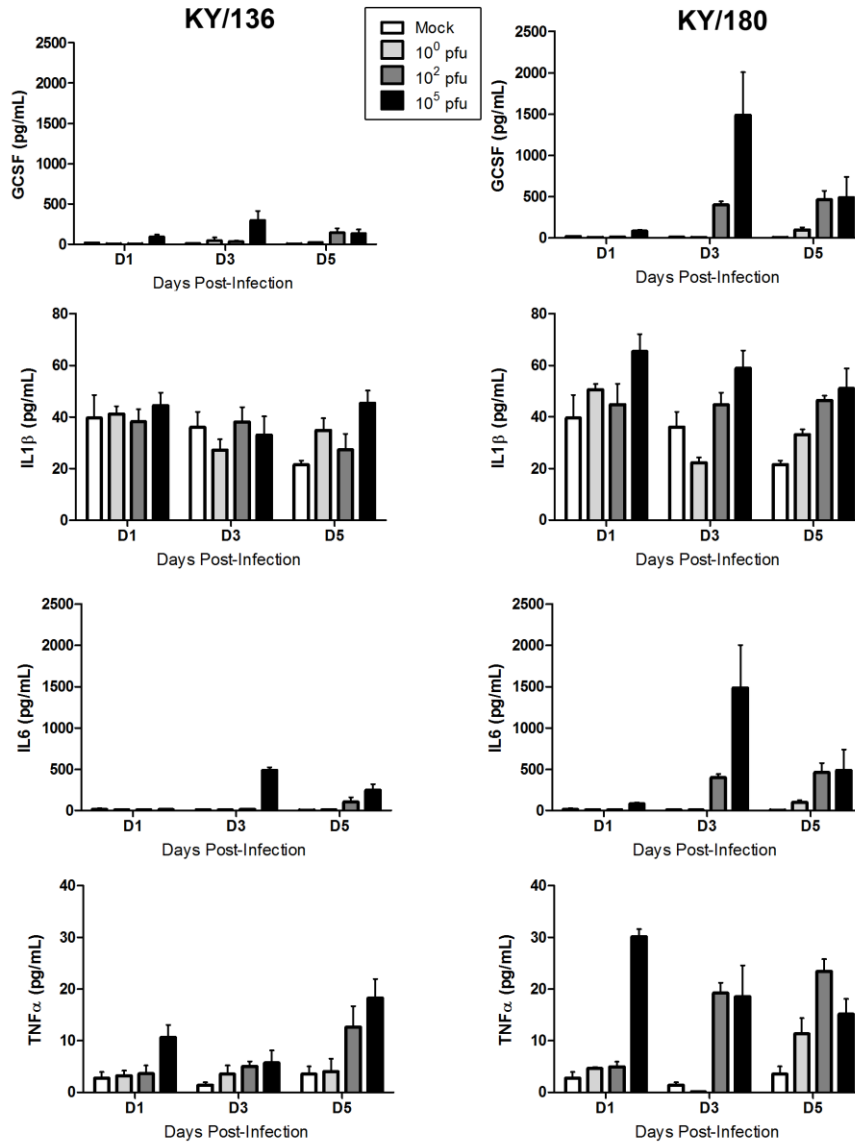 KY/136
KY/180
Mock
10⁰ pfu
10² pfu
10⁵ pfu
GCSF (pg/mL)
2500
2000
1500
1000
500
0
D1 D3 D5
Days Post-Infection
GCSF (pg/mL)
2500
2000
1500
1000
500
0
D1 D3 D5
Days Post-Infection
IL1β (pg/mL)
80
60
40
20
0
D1 D3 D5
Days Post-Infection
IL1β (pg/mL)
80
60
40
20
0
D1 D3 D5
Days Post-Infection
IL6 (pg/mL)
2500
2000
1500
1000
500
0
D1 D3 D5
Days Post-Infection
IL6 (pg/mL)
2500
2000
1500
1000
500
0
D1 D3 D5
Days Post-Infection
TNFα (pg/mL)
40
30
20
10
0
D1 D3 D5
Days Post-Infection
TNFα (pg/mL)
40
30
20
10
0
D1 D3 D5
Days Post-Infection